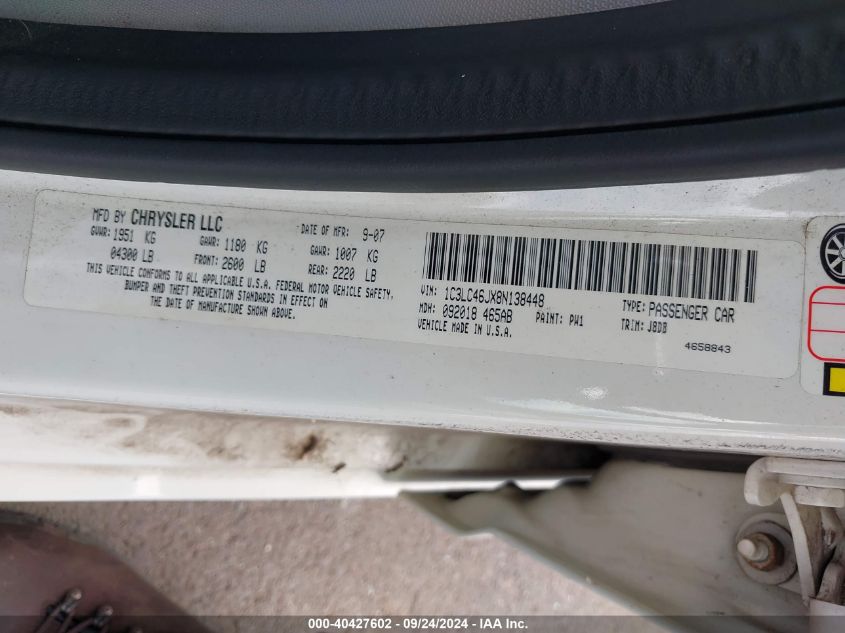 MFD BY CHRYSLER LLC
DATE OF MFR: 9-07
GVWR: 1951 KG
GAWR: 1180 KG
GAWR: 1007 KG
04300 LB
FRONT: 2600 LB
REAR: 2220 LB
THIS VEHICLE CONFORMS TO ALL APPLICABLE U.S.A. FEDERAL MOTOR VEHICLE SAFETY,
BUMPER AND THEFT PREVENTION STANDARDS IN EFFECT ON
THE DATE OF MANUFACTURE SHOWN ABOVE.
VIN: 1C3LC46JX8N138448
TYPE: PASSENGER CAR
MDH: 092018 465AB
PAINT: PW1
TRIM: J8DB
VEHICLE MADE IN U.S.A.
4658843
000-40427602 - 09/24/2024 - IAA Inc.